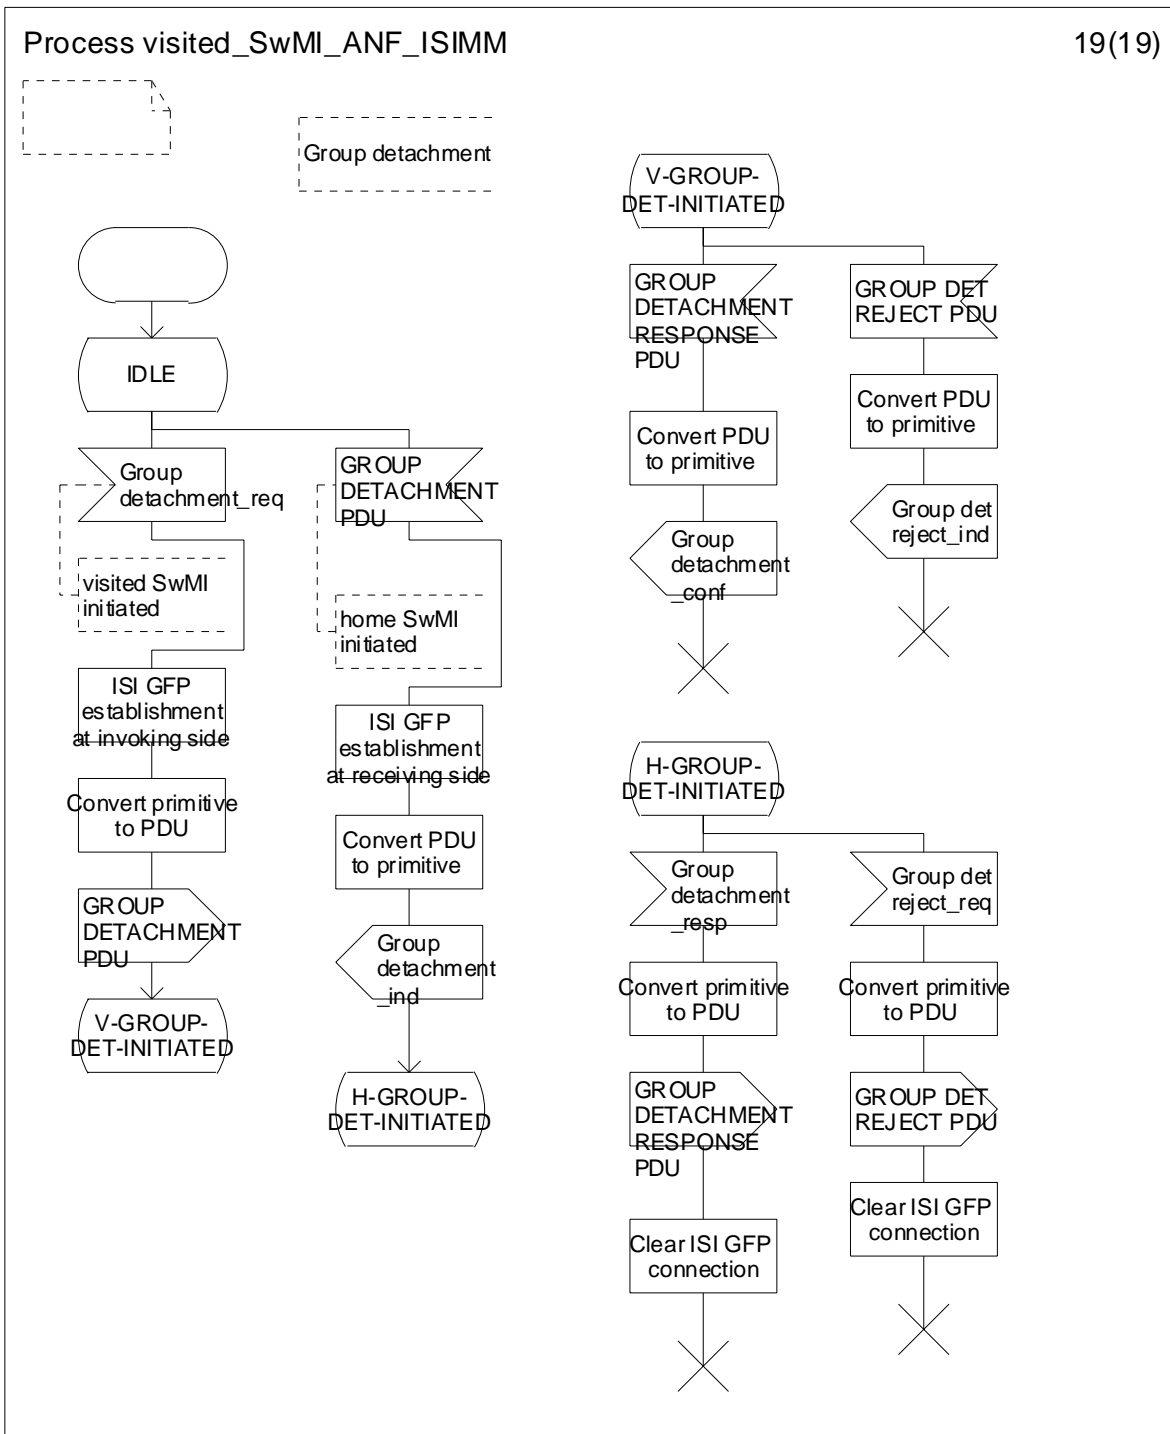 Process visited_SwMI_ANF_ISIMM
19(19)
Group detachment
IDLE
Group
detachment_req
visited SwMI
initiated
ISI GFP
establishment
at invoking side
Convert primitive
to PDU
GROUP
DETACHMENT
PDU
V-GROUP-
DET-INITIATED
GROUP
DETACHMENT
PDU
home SwMI
initiated
ISI GFP
establishment
at receiving side
Convert PDU
to primitive
Group
detachment
_ind
H-GROUP-
DET-INITIATED
V-GROUP-
DET-INITIATED
GROUP
DETACHMENT
RESPONSE
PDU
Convert PDU
to primitive
Group
detachment
_conf
GROUP DET
REJECT PDU
Convert PDU
to primitive
Group det
reject_ind
H-GROUP-
DET-INITIATED
Group
detachment
_resp
Convert primitive
to PDU
GROUP
DETACHMENT
RESPONSE
PDU
Clear ISI GFP
connection
Group det
reject_req
Convert primitive
to PDU
GROUP DET
REJECT PDU
Clear ISI GFP
connection